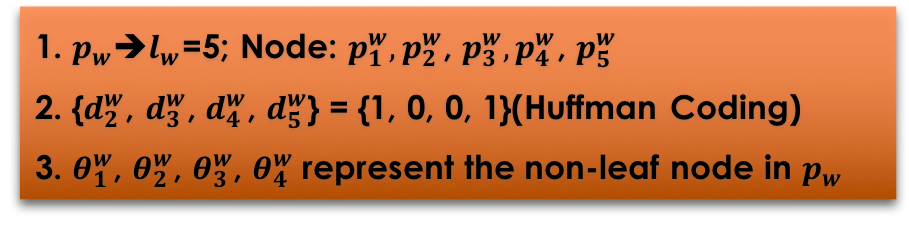 1. p_w➔l_w=5; Node: p_1^w, p_2^w, p_3^w, p_4^w, p_5^w
2. {d_2^w, d_3^w, d_4^w, d_5^w} = {1, 0, 0, 1}(Huffman Coding)
3. θ_1^w, θ_2^w, θ_3^w, θ_4^w represent the non-leaf node in p_w